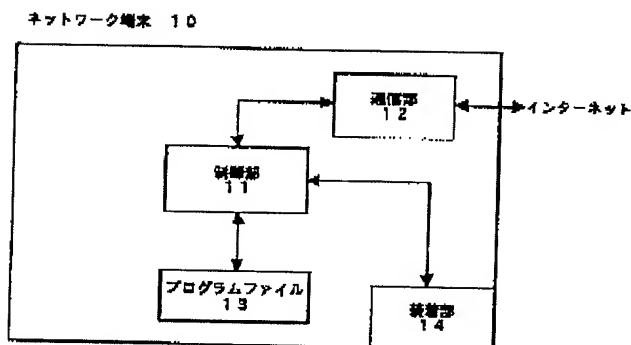 ネットワーク端末 10
通信部
12
インターネット
制御部
11
プログラムファイル
13
装着部
14